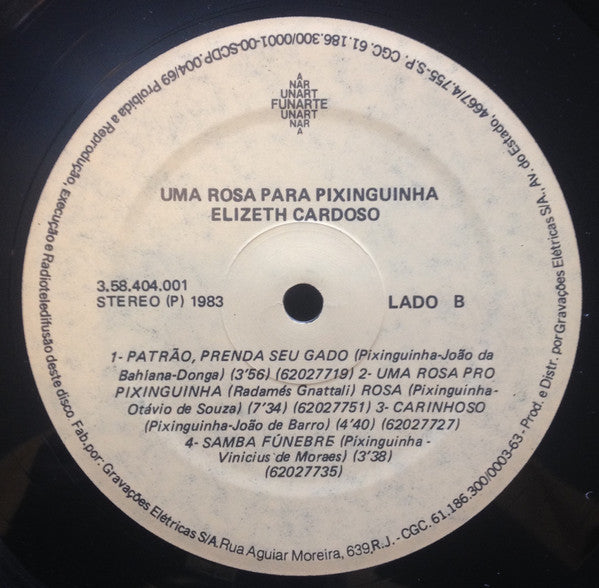 A
NAR
UNART
FUNARTE
UNART
NAR
A
UMA ROSA PARA PIXINGUINHA
ELIZETH CARDOSO
3.58.404.001
STEREO (P) 1983
LADO B
1- PATRÃO, PRENDA SEU GADO (Pixinguinha-João da
Bahiana-Donga) (3'56) (62027719) 2- UMA ROSA PRO
PIXINGUINHA (Radamés Gnattali) ROSA (Pixinguinha-
Otávio de Souza) (7'34) (62027751) 3- CARINHOSO
(Pixinguinha-João de Barro) (4'40) (62027727)
4- SAMBA FÚNEBRE (Pixinguinha -
Vinicius de Moraes) (3'38)
(62027735)
Fab.por: Gravações Elétricas S/A.Rua Aguiar Moreira, 639,R.J.- CGC. 61.186.300/0003-63 - Prod. e Distr. por Gravações Elétricas S/A. Av. do Estado, 4667/4.755-S.P. CGC. 61.186.300/0001-00-SCDP.004/69 Proibida a Reprodução, Execução e Radioteledifusão deste disco.